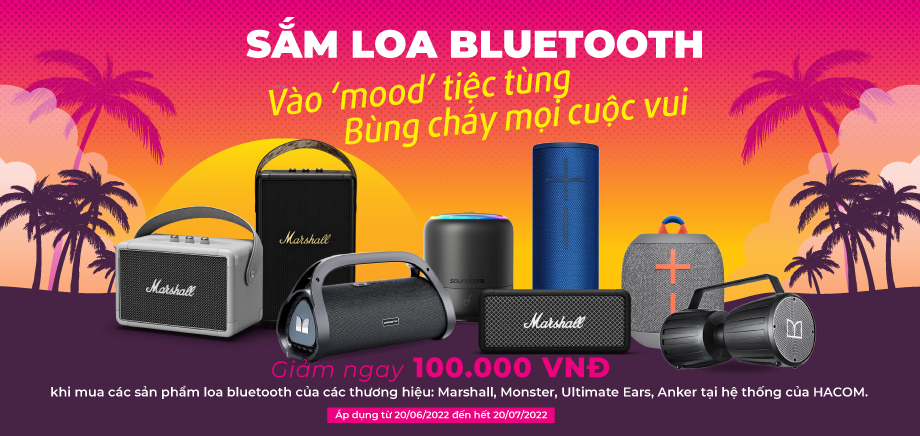 SẮM LOA BLUETOOTH
Vào ‘mood’ tiệc tùng
Bùng cháy mọi cuộc vui
Marshall
Marshall
soundcore
MONSTER
Marshall
Giảm ngay 100.000 VNĐ
khi mua các sản phẩm loa bluetooth của các thương hiệu: Marshall, Monster, Ultimate Ears, Anker tại hệ thống của HACOM.
Áp dụng từ 20/06/2022 đến hết 20/07/2022